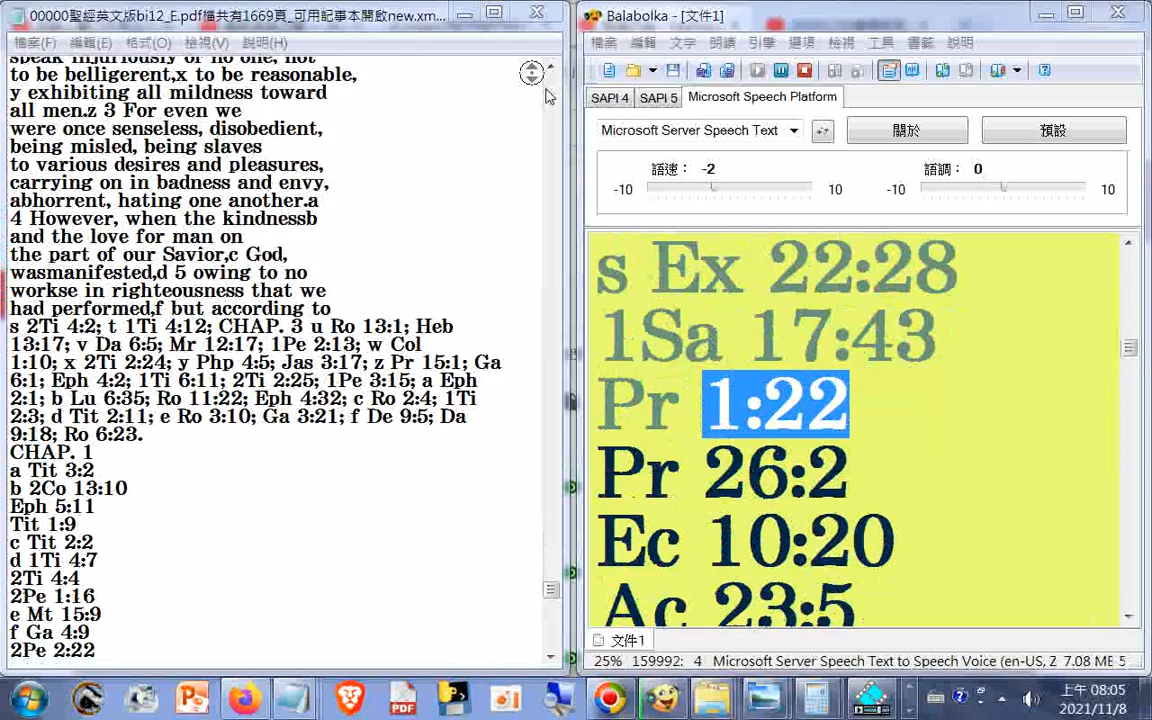 00000聖經英文版bi12_E.pdf檔共有1669頁_可用記事本開啟new.xm...
檔案(F) 編輯(E) 格式(O) 檢視(V) 說明(H)
speak injuriously of no one, not
to be belligerent,x to be reasonable,
y exhibiting all mildness toward
all men.z 3 For even we
were once senseless, disobedient,
being misled, being slaves
to various desires and pleasures,
carrying on in badness and envy,
abhorrent, hating one another.a
4 However, when the kindnessb
and the love for man on
the part of our Savior,c God,
wasmanifested,d 5 owing to no
workse in righteousness that we
had performed,f but according to
s 2Ti 4:2; t 1Ti 4:12; CHAP. 3 u Ro 13:1; Heb
13:17; v Da 6:5; Mr 12:17; 1Pe 2:13; w Col
1:10; x 2Ti 2:24; y Php 4:5; Jas 3:17; z Pr 15:1; Ga
6:1; Eph 4:2; 1Ti 6:11; 2Ti 2:25; 1Pe 3:15; a Eph
2:1; b Lu 6:35; Ro 11:22; Eph 4:32; c Ro 2:4; 1Ti
2:3; d Tit 2:11; e Ro 3:10; Ga 3:21; f De 9:5; Da
9:18; Ro 6:23.
CHAP. 1
a Tit 3:2
b 2Co 13:10
Eph 5:11
Tit 1:9
c Tit 2:2
d 1Ti 4:7
2Ti 4:4
2Pe 1:16
e Mt 15:9
f Ga 4:9
2Pe 2:22
Balabolka - [文件1]
檔案 編輯 文字 朗讀 引擎 選項 檢視 工具 書籤 說明
SAPI 4 SAPI 5 Microsoft Speech Platform
Microsoft Server Speech Text 關於 預設
語速： -2 語調： 0
-10 10 -10 10
s Ex 22:28
1Sa 17:43
Pr 1:22
Pr 26:2
Ec 10:20
Ac 23:5
文件1
25% 159992: 4 Microsoft Server Speech Text to Speech Voice (en-US, Z 7.08 MB 5
上午 08:05
2021/11/8